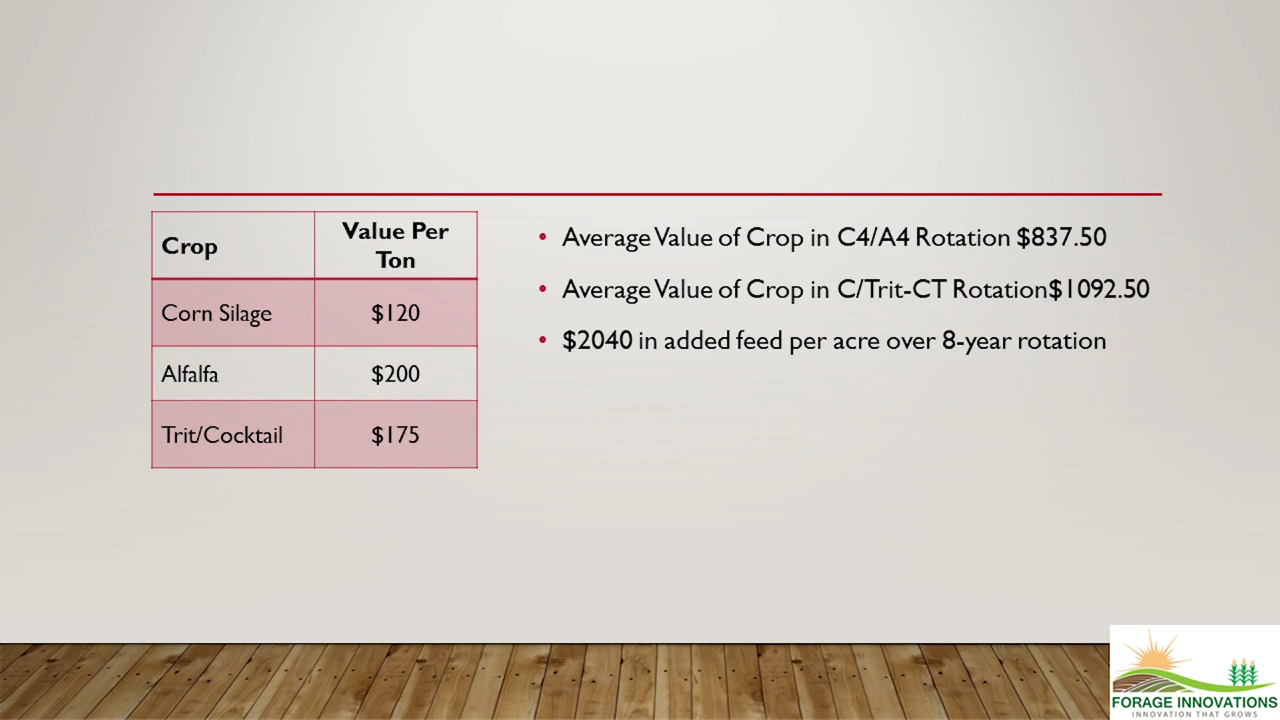 Crop
Value Per
Ton
Corn Silage
$120
Alfalfa
$200
Trit/Cocktail
$175
• Average Value of Crop in C4/A4 Rotation $837.50
• Average Value of Crop in C/Trit-CT Rotation$1092.50
• $2040 in added feed per acre over 8-year rotation
FORAGE INNOVATIONS
INNOVATION THAT GROWS